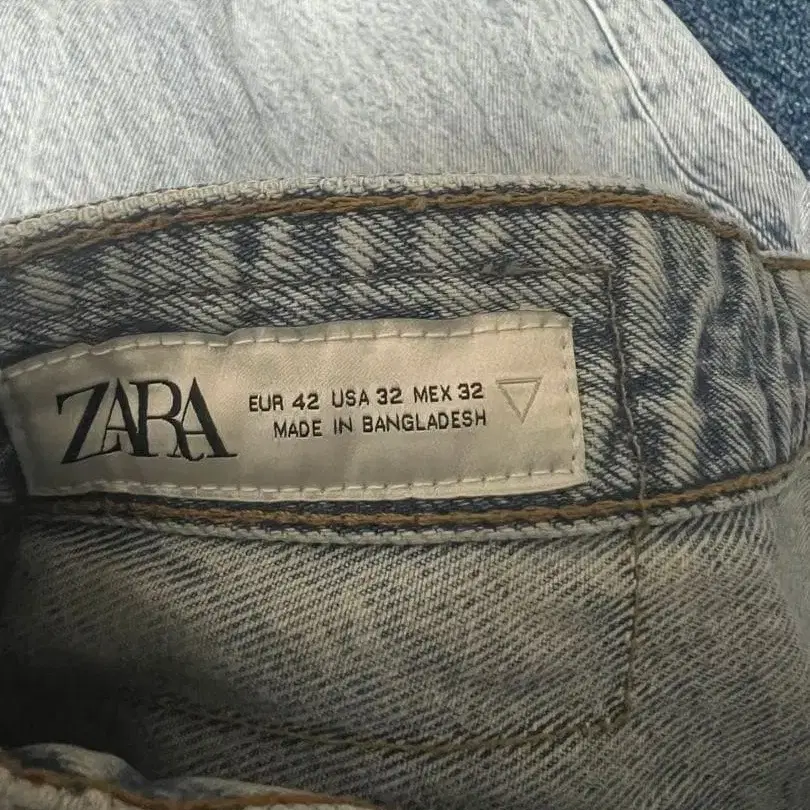 ZARA
EUR 42 USA 32 MEX 32
MADE IN BANGLADESH